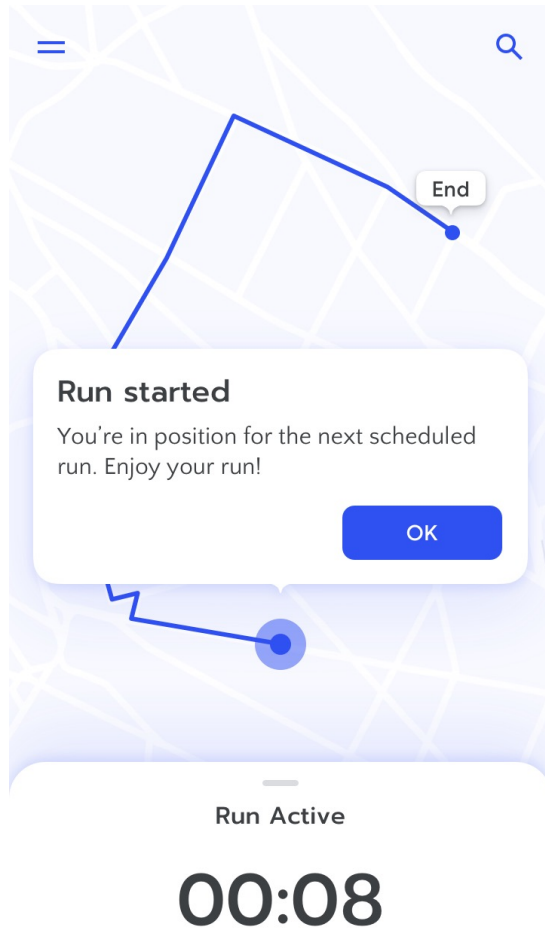 End
Run started
You’re in position for the next scheduled
run. Enjoy your run!
OK
Run Active
00:08